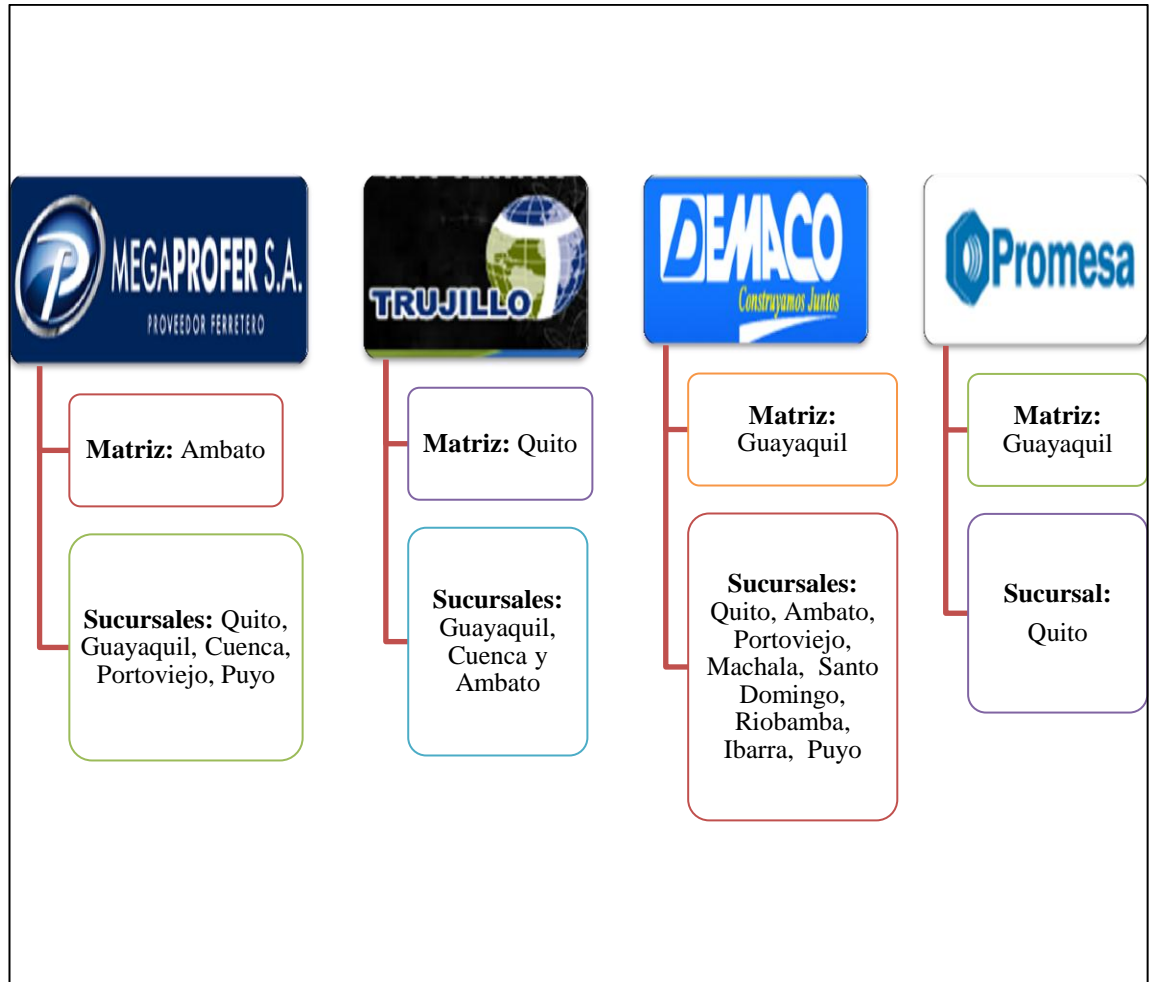 MEGAPROFER S.A.
PROVEEDOR FERRETERO
Matriz: Ambato
Sucursales: Quito,
Guayaquil, Cuenca,
Portoviejo, Puyo
TRUJILLO
Matriz: Quito
Sucursales:
Guayaquil,
Cuenca y
Ambato
DEMACO
Construyamos Juntos
Matriz:
Guayaquil
Sucursales:
Quito, Ambato,
Portoviejo,
Machala, Santo
Domingo,
Riobamba,
Ibarra, Puyo
Promesa
Matriz:
Guayaquil
Sucursal:
Quito